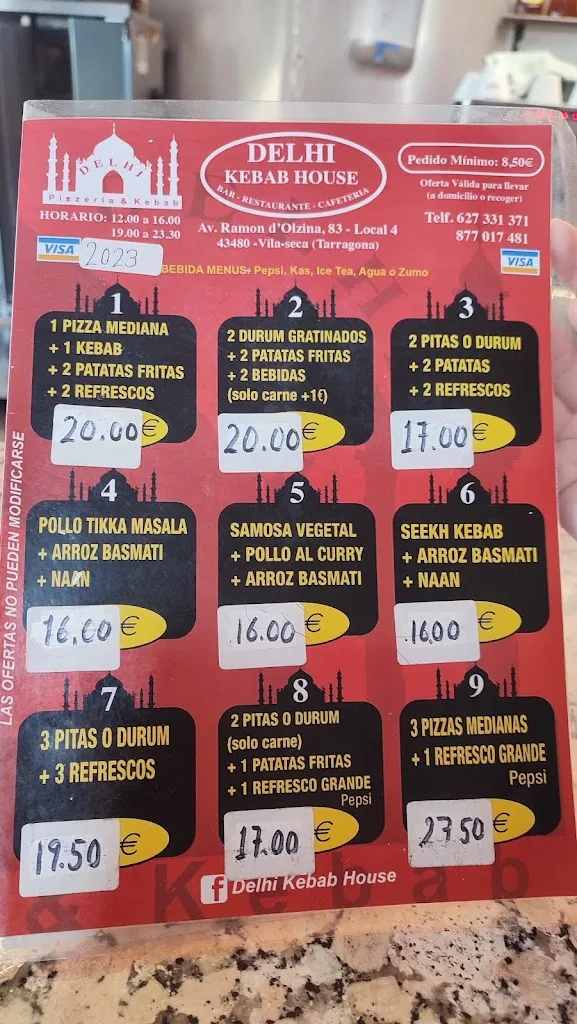 DELHI
Pizzeria & Kebab
HORARIO: 12.00 a 16.00
19.00 a 23.30
VISA
2023
DELHI
KEBAB HOUSE
BAR - RESTAURANTE - CAFETERIA
Av. Ramon d'Olzina, 83 - Local 4
43480 - Vila-seca (Tarragona)
Pedido Mínimo: 8,50€
Oferta Válida para llevar
(a domicilio o recoger)
Telf. 627 331 371
877 017 481
VISA
BEBIDA MENUS+ Pepsi, Kas, Ice Tea, Agua o Zumo
1
1 PIZZA MEDIANA
+ 1 KEBAB
+ 2 PATATAS FRITAS
+ 2 REFRESCOS
20.00€
2
2 DURUM GRATINADOS
+ 2 PATATAS FRITAS
+ 2 BEBIDAS
(solo carne +1€)
20.00€
3
2 PITAS O DURUM
+ 2 PATATAS
+ 2 REFRESCOS
17.00€
4
POLLO TIKKA MASALA
+ ARROZ BASMATI
+ NAAN
16.00€
5
SAMOSA VEGETAL
+ POLLO AL CURRY
+ ARROZ BASMATI
16.00€
6
SEEKH KEBAB
+ ARROZ BASMATI
+ NAAN
16.00€
7
3 PITAS O DURUM
+ 3 REFRESCOS
19.50€
8
2 PITAS O DURUM
(solo carne)
+ 1 PATATAS FRITAS
+ 1 REFRESCO GRANDE
Pepsi
17.00€
9
3 PIZZAS MEDIANAS
+ 1 REFRESCO GRANDE
Pepsi
27.50€
LAS OFERTAS NO PUEDEN MODIFICARSE
f Delhi Kebab House
& Kebab